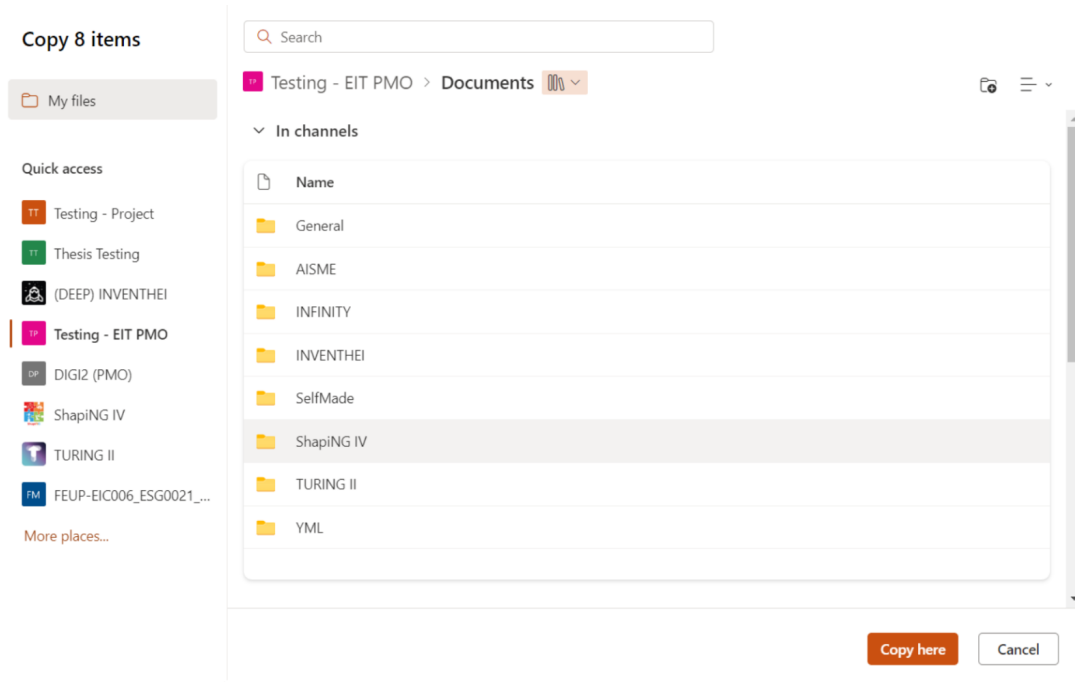 Copy 8 items
My files
Quick access
TT Testing - Project
TT Thesis Testing
(DEEP) INVENTHEI
TP Testing - EIT PMO
DP DIGI2 (PMO)
ShapiNG IV
TURING II
FM FEUP-EIC006_ESG0021_...
More places...
Search
TP Testing - EIT PMO > Documents
In channels
Name
General
AISME
INFINITY
INVENTHEI
SelfMade
ShapiNG IV
TURING II
YML
Copy here
Cancel